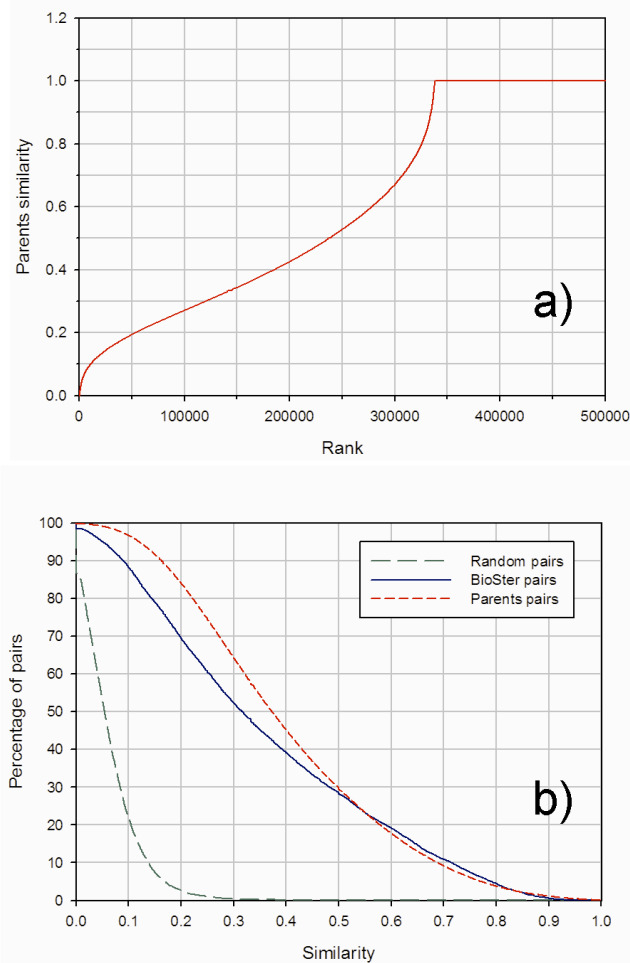 1.2
1.0
0.8
0.6
0.4
0.2
0.0
Parents similarity
a)
0 100000 200000 300000 400000 500000
Rank
100
90
80
70
60
50
40
30
20
10
0
Percentage of pairs
Random pairs
BioSter pairs
Parents pairs
b)
0.0 0.1 0.2 0.3 0.4 0.5 0.6 0.7 0.8 0.9 1.0
Similarity